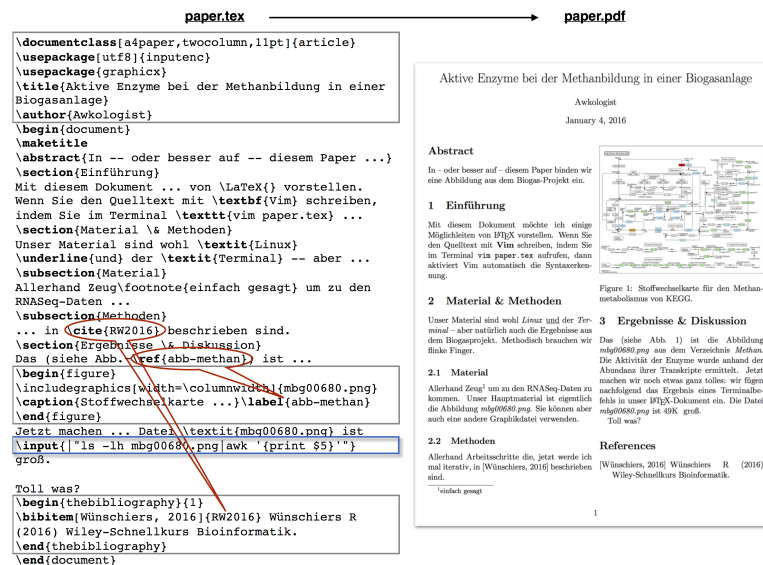 paper.tex
paper.pdf
\documentclass[a4paper,twocolumn,11pt]{article}
\usepackage[utf8]{inputenc}
\usepackage{graphicx}
\title{Aktive Enzyme bei der Methanbildung in einer
Biogasanlage}
\author{Awkologist}
\begin{document}
\maketitle
\abstract{In -- oder besser auf -- diesem Paper ...}
\section{Einführung}
Mit diesem Dokument ... von \LaTeX{} vorstellen.
Wenn Sie den Quelltext mit \textbf{Vim} schreiben,
indem Sie im Terminal \texttt{vim paper.tex} ...
\section{Material \& Methoden}
Unser Material sind wohl \textit{Linux}
\underline{und} der \textit{Terminal} -- aber ...
\subsection{Material}
Allerhand Zeug\footnote{einfach gesagt} um zu den
RNASeq-Daten ...
\subsection{Methoden}
... in \cite{RW2016} beschrieben sind.
\section{Ergebnisse \& Diskussion}
Das (siehe Abb. \ref{abb-methan}) ist ...
\begin{figure}
\includegraphics[width=\columnwidth]{mbg00680.png}
\caption{Stoffwechselkarte ...}\label{abb-methan}
\end{figure}
Jetzt machen ... Datei \textit{mbg00680.png} ist
\input{|"ls -lh mbg00680.png|awk '{print $5}'"}
groß.
Toll was?
\begin{thebibliography}{1}
\bibitem[Wünschiers, 2016]{RW2016} Wünschiers R
(2016) Wiley-Schnellkurs Bioinformatik.
\end{thebibliography}
\end{document}
Aktive Enzyme bei der Methanbildung in einer Biogasanlage
Awkologist
January 4, 2016
Abstract
In – oder besser auf – diesem Paper binden wir
eine Abbildung aus dem Biogas-Projekt ein.
1 Einführung
Mit diesem Dokument möchte ich einige
Möglichleiten von LATEX vorstellen. Wenn Sie
den Quelltext mit Vim schreiben, indem Sie
im Terminal vim paper.tex aufrufen, dann
aktiviert Vim automatisch die Syntaxerken-
nung.
2 Material & Methoden
Unser Material sind wohl Linux und der Ter-
minal – aber natürlich auch die Ergebnisse aus
dem Biogasprojekt. Methodisch brauchen wir
flinke Finger.
2.1 Material
Allerhand Zeug1 um zu den RNASeq-Daten zu
kommen. Unser Hauptmaterial ist eigentlich
die Abbildung mbg00680.png. Sie können aber
auch eine andere Graphikdatei verwenden.
2.2 Methoden
Allerhand Arbeitsschritte die, jetzt werde ich
mal iterativ, in [Wünschiers, 2016] beschrieben
sind.
1einfach gesagt
Figure 1: Stoffwechselkarte für den Methan-
metabolismus von KEGG.
3 Ergebnisse & Diskussion
Das (siehe Abb. 1) ist die Abbildung
mbg00680.png aus dem Verzeichnis Methan.
Die Aktivität der Enzyme wurde anhand der
Abundanz ihrer Transkripte ermittelt. Jetzt
machen wir noch etwas ganz tolles: wir fügen
nachfolgend das Ergebnis eines Terminalbe-
fehls in unser LATEX-Dokument ein. Die Datei
mbg00680.png ist 49K groß.
Toll was?
References
[Wünschiers, 2016] Wünschiers R (2016)
Wiley-Schnellkurs Bioinformatik.
1